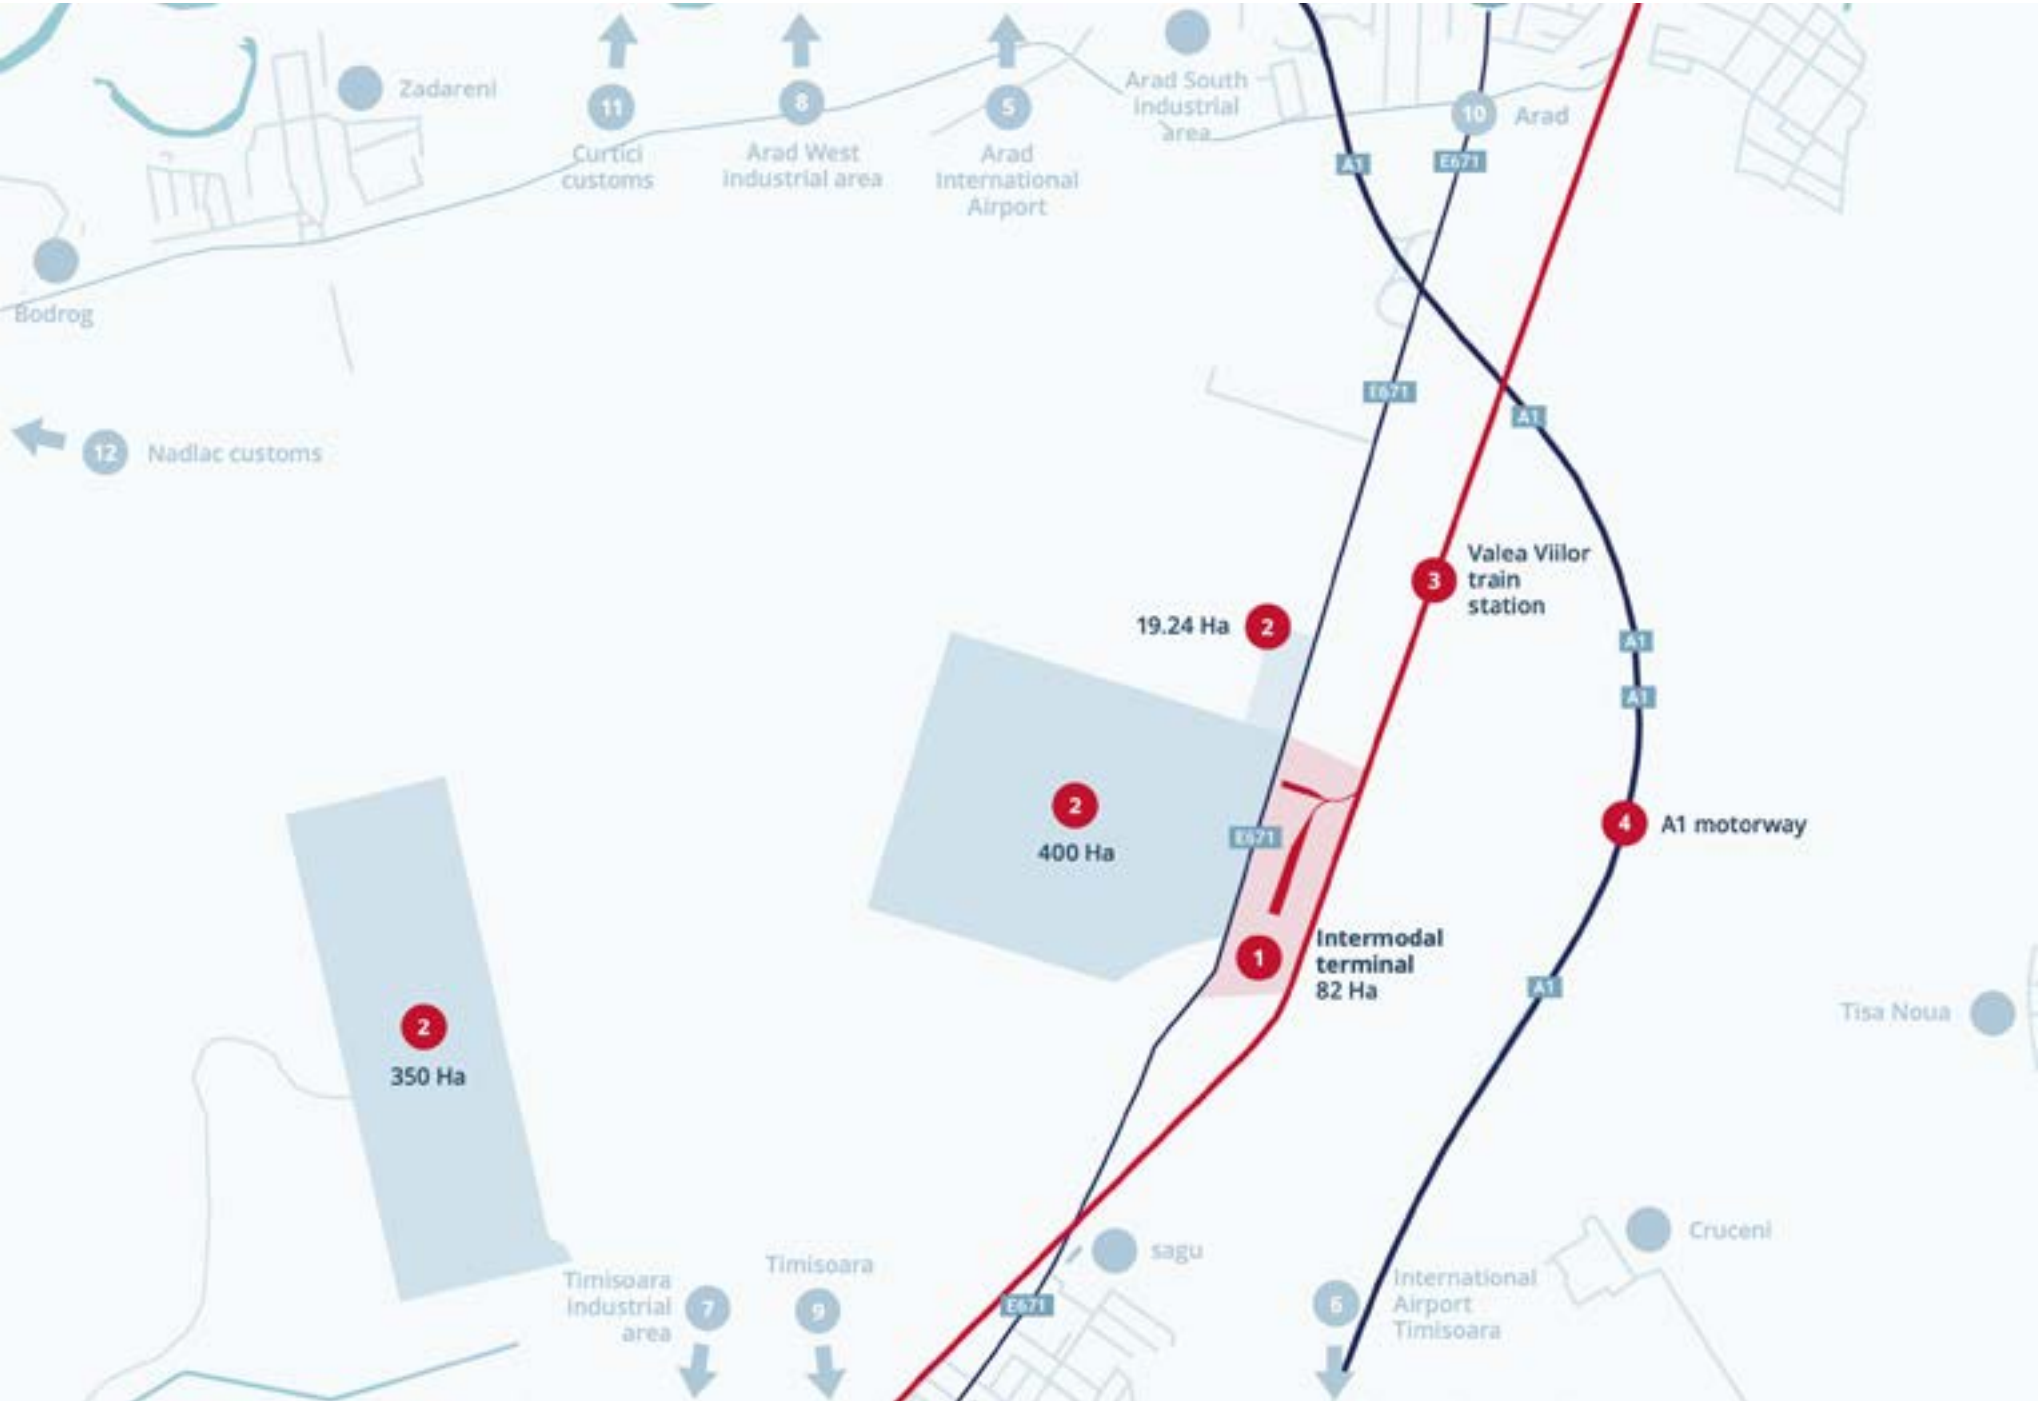 Zadareni
11
Curtici
customs
8
Arad West
industrial area
5
Arad
International
Airport
Arad South
industrial
area
10
Arad
A1
E671
Bodrog
12
Nadlac customs
E671
A1
3
Valea Viilor
train
station
19.24 Ha
2
A1
A1
2
400 Ha
E671
4
A1 motorway
1
Intermodal
terminal
82 Ha
A1
Tisa Noua
2
350 Ha
Timisoara
industrial
area
7
Timisoara
9
sagu
E671
6
International
Airport
Timisoara
Cruceni